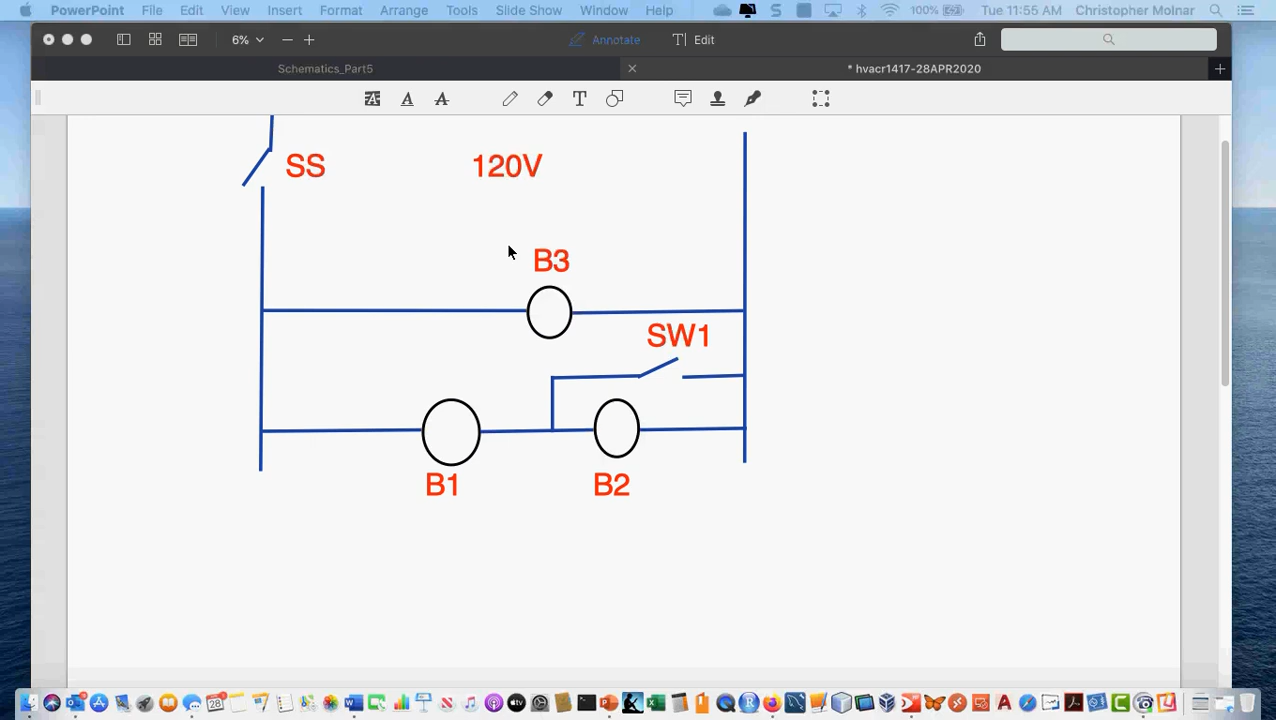 PowerPoint File Edit View Insert Format Arrange Tools Slide Show Window Help 100% Tue 11:55 AM Christopher Molnar
6% Annotate Edit
Schematics_Part5 * hvacr1417-28APR2020
SS 120V
B3
SW1
B1 B2